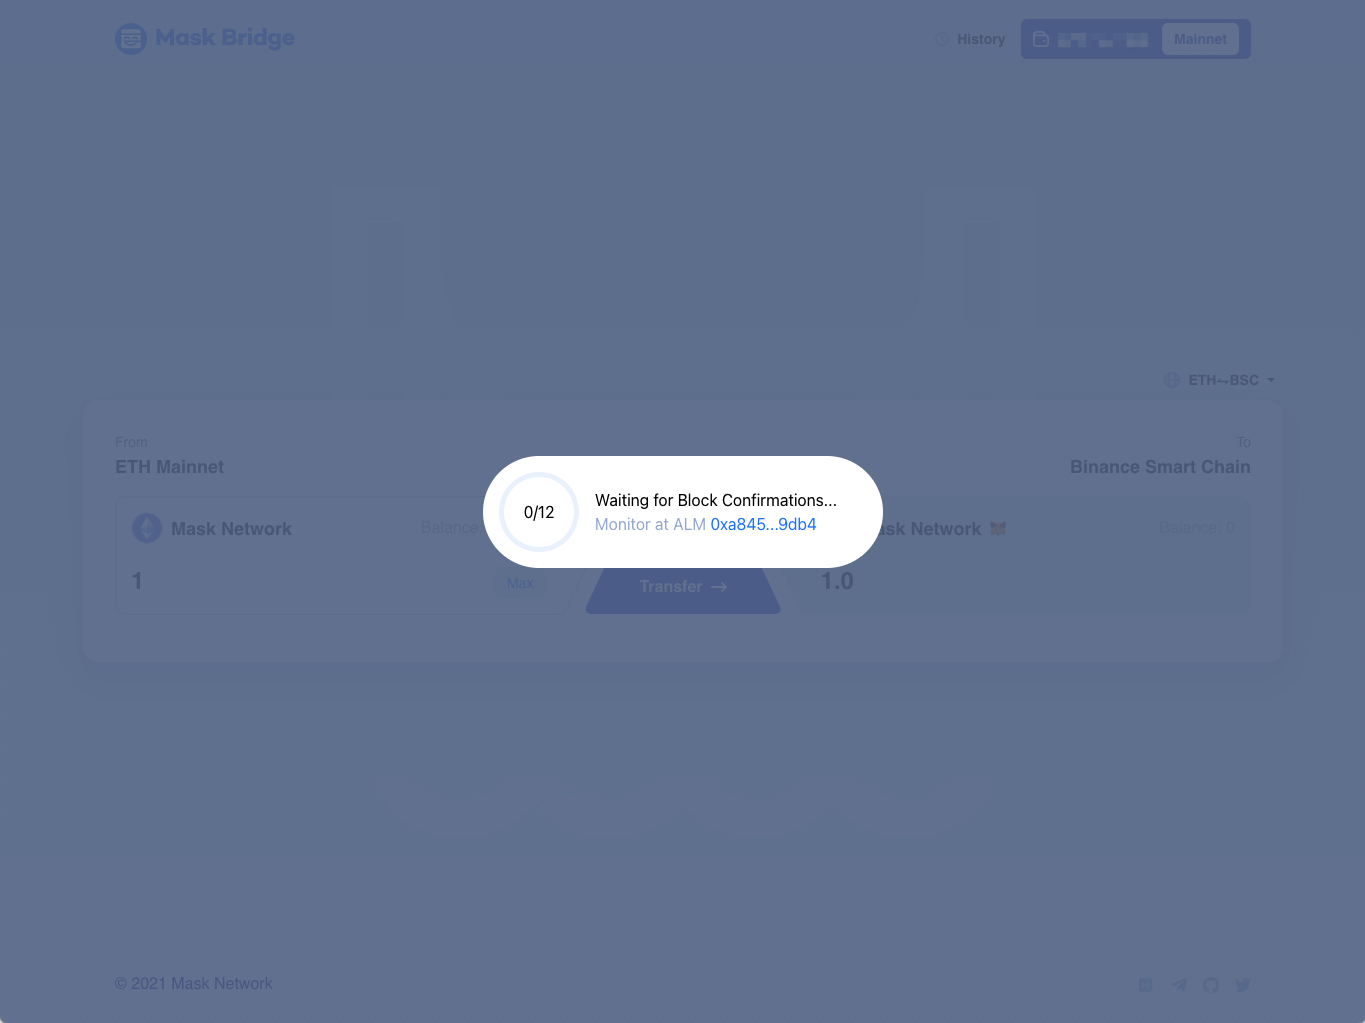 Mask Bridge
History
Mainnet
ETH⇌BSC
From
ETH Mainnet
To
Binance Smart Chain
Mask Network
Balance:
1
Max
0/12
Waiting for Block Confirmations...
Monitor at ALM 0xa845...9db4
Transfer →
ask Network
Balance: 0
1.0
© 2021 Mask Network